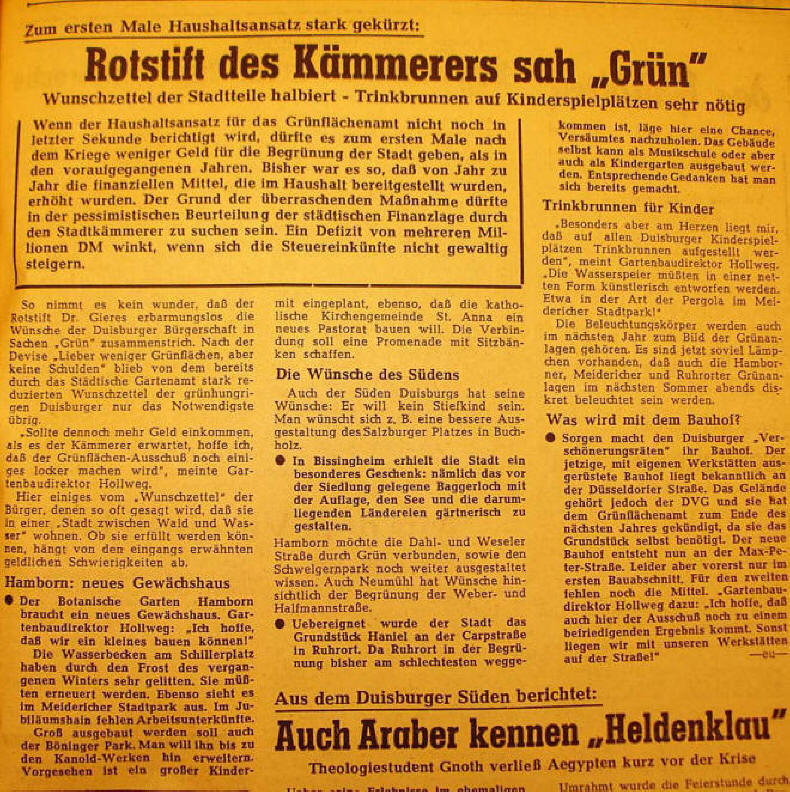 Zum ersten Male Haushaltsansatz stark gekürzt:
Rotstift des Kämmerers sah „Grün"
Wunschzettel der Stadtteile halbiert - Trinkbrunnen auf Kinderspielplätzen sehr nötig
Wenn der Haushaltsansatz für das Grünflächenamt nicht noch in
letzter Sekunde berichtigt wird, dürfte es zum ersten Male nach
dem Kriege weniger Geld für die Begrünung der Stadt geben, als in
den voraufgegangenen Jahren. Bisher war es so, daß von Jahr zu
Jahr die finanziellen Mittel, die im Haushalt bereitgestellt wurden,
erhöht wurden. Der Grund der überraschenden Maßnahme dürfte
in der pessimistischen Beurteilung der städtischen Finanzlage durch
den Stadtkämmerer zu suchen sein. Ein Defizit von mehreren Mil-
lionen DM winkt, wenn sich die Steuereinkünfte nicht gewaltig
steigern.
So nimmt es kein wunder, daß der
Rotstift Dr. Gieres erbarmungslos die
Wünsche der Duisburger Bürgerschaft in
Sachen „Grün" zusammenstrich. Nach der
Devise „Lieber weniger Grünflächen, aber
keine Schulden" blieb von dem bereits
durch das Städtische Gartenamt stark re-
duzierten Wunschzettel der grünhungri-
gen Duisburger nur das Notwendigste
übrig.
„Sollte dennoch mehr Geld einkommen,
als es der Kämmerer erwartet, hoffe ich,
daß der Grünflächen-Ausschuß noch eini-
ges locker machen wird", meinte Gar-
tenbaudirektor Hollweg.
Hier einiges vom „Wunschzettel" der
Bürger, denen so oft gesagt wird, daß sie
in einer „Stadt zwischen Wald und Was-
ser" wohnen. Ob sie erfüllt werden kön-
nen, hängt von den eingangs erwähnten
geldlichen Schwierigkeiten ab.
Hamborn: neues Gewächshaus
● Der Botanische Garten Hamborn
braucht ein neues Gewächshaus. Gar-
tenbaudirektor Hollweg: „Ich hoffe,
daß wir ein kleines bauen können!"
Die Wasserbecken am Schillerplatz
haben durch den Frost des vergan-
genen Winters sehr gelitten. Sie müß-
ten erneuert werden. Ebenso sieht es
im Meidericher Stadtpark aus. Im Ju-
biläumshain fehlen Arbeitsunterkünfte.
Groß ausgebaut werden soll auch
der Böninger Park. Man will ihn bis zu
den Kanold-Werken hin erweitern.
Vorgesehen ist ein großer Kinder-
mit eingeplant, ebenso, daß die katho-
lische Kirchengemeinde St. Anna ein
neues Pastorat bauen will. Die Verbin-
dung soll eine Promenade mit Sitzbän-
ken schaffen.
Die Wünsche des Südens
Auch der Süden Duisburgs hat seine
Wünsche: Er will kein Stiefkind sein.
Man wünscht sich z. B. eine bessere Aus-
gestaltung des Salzburger Platzes in Buch-
holz.
● In Bissingheim erhielt die Stadt ein
besonderes Geschenk: nämlich das vor
der Siedlung gelegene Baggerloch mit
der Auflage, den See und die darum-
liegenden Ländereien gärtnerisch zu
gestalten.
Hamborn möchte die Dahl- und Weseler
Straße durch Grün verbunden, sowie den
Schwelgernpark noch weiter ausgestaltet
wissen. Auch Neumühl hat Wünsche hin-
sichtlich der Begrünung der Weber- und
Halfmannstraße.
● Uebereignet wurde der Stadt das
Grundstück Haniel an der Carpstraße
in Ruhrort. Da Ruhrort in der Begrü-
nung bisher am schlechtesten wegge-
kommen ist, läge hier eine Chance,
Versäumtes nachzuholen. Das Gebäude
selbst kann als Musikschule oder aber
auch als Kindergarten ausgebaut wer-
den. Entsprechende Gedanken hat man
sich bereits gemacht.
Trinkbrunnen für Kinder
„Besonders aber am Herzen liegt mir,
daß auf allen Duisburger Kinderspiel-
plätzen Trinkbrunnen aufgestellt wer-
den", meint Gartenbaudirektor Hollweg.
„Die Wasserspeier müßten in einer net-
ten Form künstlerisch entworfen werden.
Etwa in der Art der Pergola im Mei-
dericher Stadtpark!"
Die Beleuchtungskörper werden auch
im nächsten Jahr zum Bild der Grünan-
lagen gehören. Es sind jetzt soviel Lämp-
chen vorhanden, daß auch die Hambor-
ner, Meidericher und Ruhrorter Grünan-
lagen im nächsten Sommer abends dis-
kret beleuchtet sein werden.
Was wird mit dem Bauhof?
● Sorgen macht den Duisburger „Ver-
schönerungsräten" ihr Bauhof. Der
jetzige, mit eigenen Werkstätten aus-
gerüstete Bauhof liegt bekanntlich an
der Düsseldorfer Straße. Das Gelände
gehört jedoch der DVG und sie hat
dem Grünflächenamt zum Ende des
nächsten Jahres gekündigt, da sie das
Grundstück selbst benötigt. Der neue
Bauhof entsteht nun an der Max-Pe-
ter-Straße. Leider aber vorerst nur im
ersten Bauabschnitt. Für den zweiten
fehlen noch die Mittel. „Gartenbau-
direktor Hollweg dazu: „Ich hoffe, daß
auch hier der Ausschuß noch zu einem
befriedigenden Ergebnis kommt. Sonst
liegen wir mit unseren Werkstätten
auf der Straße!" —eu—
Aus dem Duisburger Süden berichtet:
Auch Araber kennen „Heldenklau"
Theologiestudent Gnoth verließ Aegypten kurz vor der Krise
Ueber seine Erlebnisse im ehemaligen
Umrahmt wurde die Feierstunde durch